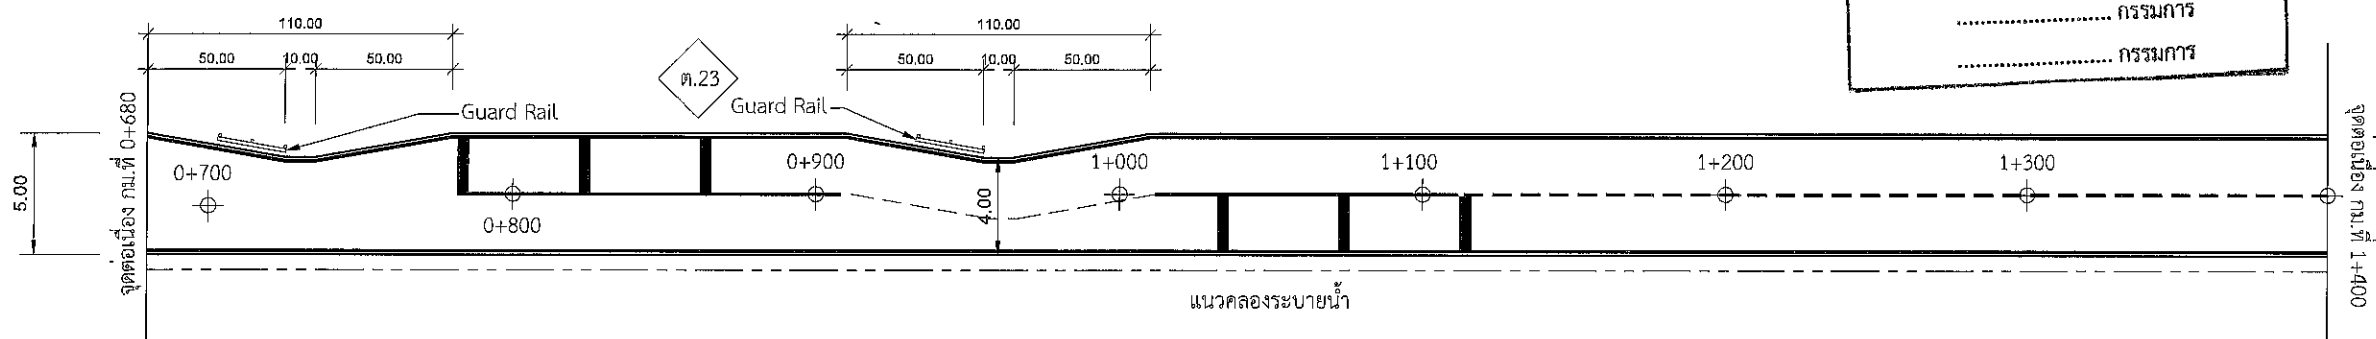 ........................ กรรมการ
........................ กรรมการ
110.00
110.00
50.00 10.00 50.00
50.00 10.00 50.00
ต.23
Guard Rail
Guard Rail
จุดต่อเนื่อง กม.ที่ 0+680
จุดต่อเนื่อง กม.ที่ 1+400
5.00
4.00
0+700
0+800
0+900
1+000
1+100
1+200
1+300
แนวคลองระบายน้ำ